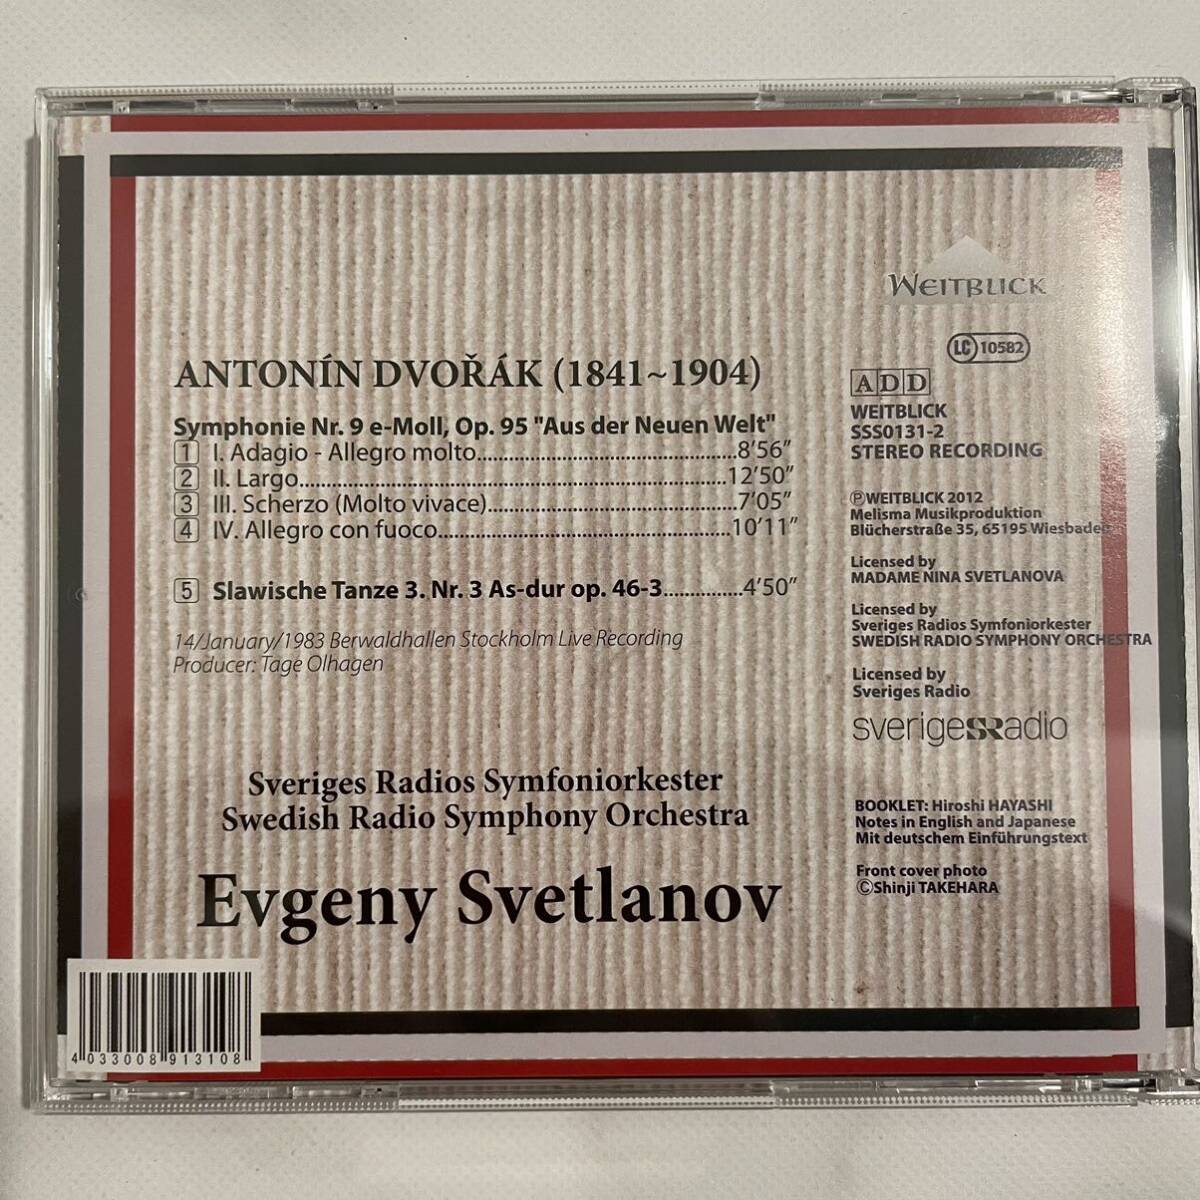 WEITBLICK
LC 10582
ANTONÍN DVOŘÁK (1841~1904)
Symphonie Nr. 9 e-Moll, Op. 95 "Aus der Neuen Welt"
1 I. Adagio - Allegro molto..................................8'56"
2 II. Largo..........................................................12'50"
3 III. Scherzo (Molto vivace)................................7'05"
4 IV. Allegro con fuoco.......................................10'11"
5 Slawische Tanze 3. Nr. 3 As-dur op. 46-3..............4'50"
14/January/1983 Berwaldhallen Stockholm Live Recording
Producer: Tage Olhagen
Sveriges Radios Symfoniorkester
Swedish Radio Symphony Orchestra
Evgeny Svetlanov
ADD
WEITBLICK
SSS0131-2
STEREO RECORDING
ⓅWEITBLICK 2012
Melisma Musikproduktion
Blücherstraße 35, 65195 Wiesbaden
Licensed by
MADAME NINA SVETLANOVA
Licensed by
Sveriges Radios Symfoniorkester
SWEDISH RADIO SYMPHONY ORCHESTRA
Licensed by
Sveriges Radio
sverigesSRadio
BOOKLET: Hiroshi HAYASHI
Notes in English and Japanese
Mit deutschem Einführungstext
Front cover photo
ⒸShinji TAKEHARA
4 033008 913108